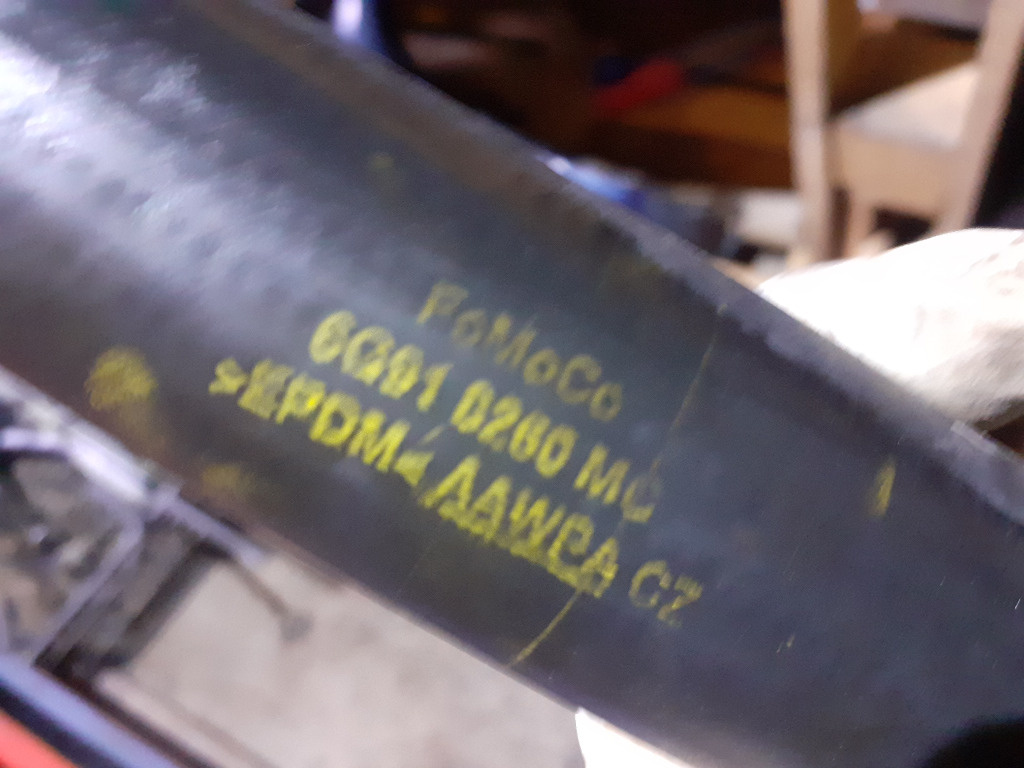 FoMoCo
6G91 8260 MC
>EPDM< AAWCA CZ